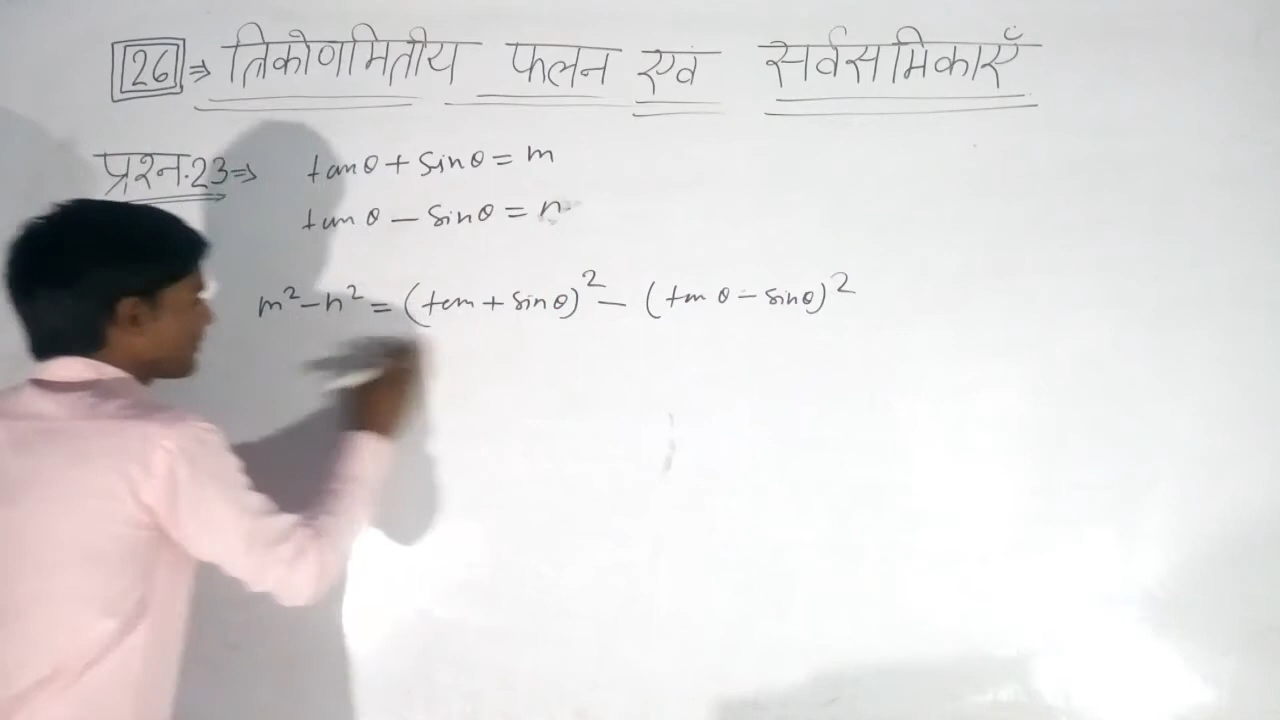 26 ⇒ त्रिकोणमितीय फलन एवं सर्वसमिकाएँ
प्रश्न.23 ⇒ tanθ + sinθ = m
tanθ - sinθ = n
m² - n² = (tan + sinθ)² - (tanθ - sinθ)²